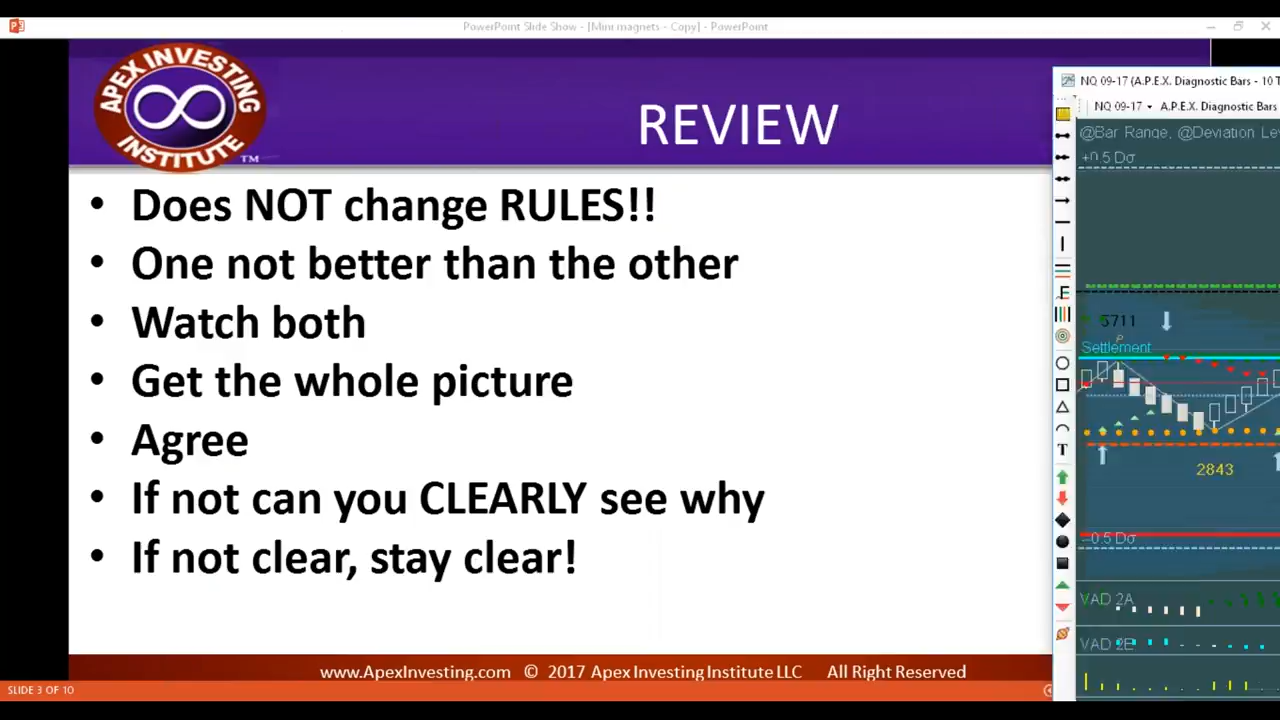 PowerPoint Slide Show - [Mini magnets - Copy] - PowerPoint
APEX INVESTING
INSTITUTE
TM
REVIEW
• Does NOT change RULES!!
• One not better than the other
• Watch both
• Get the whole picture
• Agree
• If not can you CLEARLY see why
• If not clear, stay clear!
www.ApexInvesting.com © 2017 Apex Investing Institute LLC All Right Reserved
SLIDE 3 OF 10
NQ 09-17 (A.P.E.X. Diagnostic Bars - 10 T
NQ 09-17 A.P.E.X. Diagnostic Bars
@Bar Range, @Deviation Le
+0.5 Dσ
5711
Settlement
2843
-0.5 Dσ
VAD 2A
VAD 2B
F
T